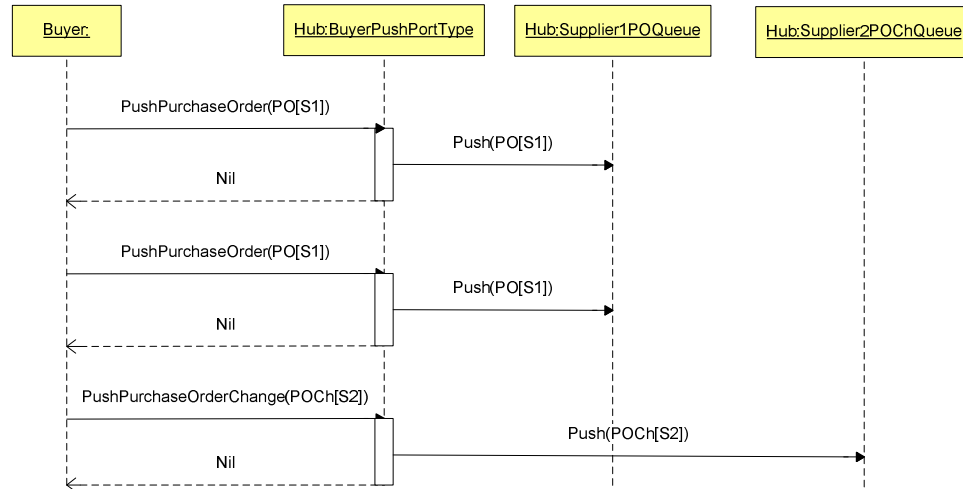 Buyer:
Hub:BuyerPushPortType
Hub:Supplier1POQueue
Hub:Supplier2POChQueue
PushPurchaseOrder(PO[S1])
Push(PO[S1])
Nil
PushPurchaseOrder(PO[S1])
Push(PO[S1])
Nil
PushPurchaseOrderChange(POCh[S2])
Push(POCh[S2])
Nil